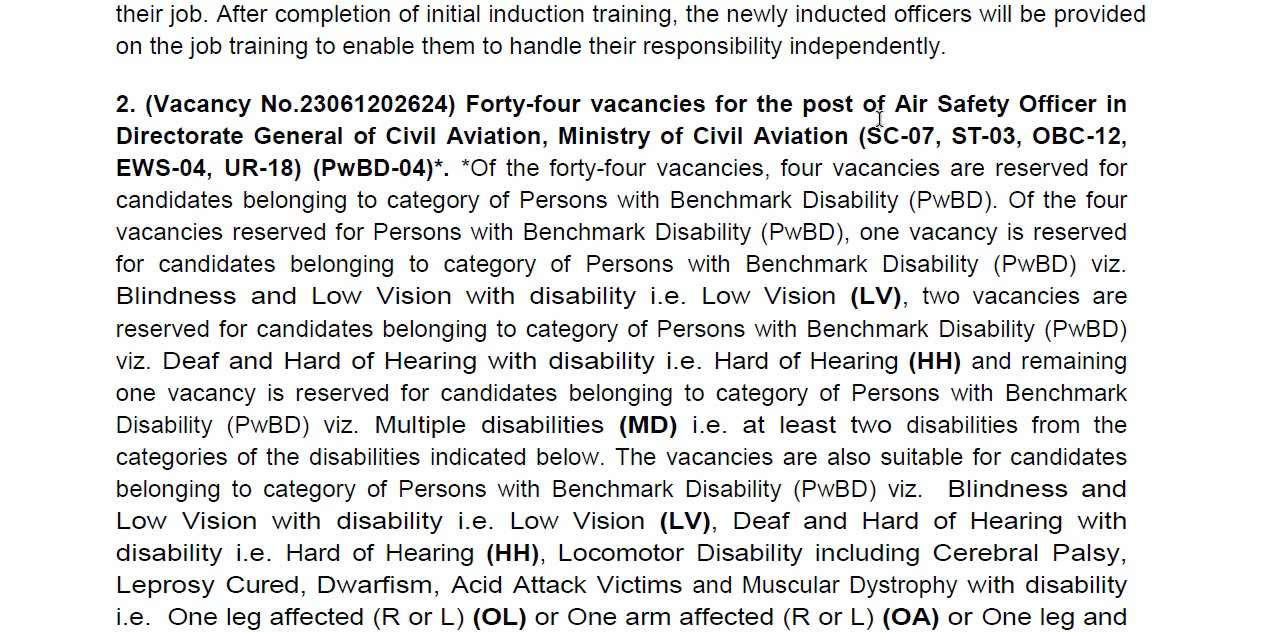 their job. After completion of initial induction training, the newly inducted officers will be provided
on the job training to enable them to handle their responsibility independently.
2. (Vacancy No.23061202624) Forty-four vacancies for the post of Air Safety Officer in
Directorate General of Civil Aviation, Ministry of Civil Aviation (SC-07, ST-03, OBC-12,
EWS-04, UR-18) (PwBD-04)*. *Of the forty-four vacancies, four vacancies are reserved for
candidates belonging to category of Persons with Benchmark Disability (PwBD). Of the four
vacancies reserved for Persons with Benchmark Disability (PwBD), one vacancy is reserved
for candidates belonging to category of Persons with Benchmark Disability (PwBD) viz.
Blindness and Low Vision with disability i.e. Low Vision (LV), two vacancies are
reserved for candidates belonging to category of Persons with Benchmark Disability (PwBD)
viz. Deaf and Hard of Hearing with disability i.e. Hard of Hearing (HH) and remaining
one vacancy is reserved for candidates belonging to category of Persons with Benchmark
Disability (PwBD) viz. Multiple disabilities (MD) i.e. at least two disabilities from the
categories of the disabilities indicated below. The vacancies are also suitable for candidates
belonging to category of Persons with Benchmark Disability (PwBD) viz. Blindness and
Low Vision with disability i.e. Low Vision (LV), Deaf and Hard of Hearing with
disability i.e. Hard of Hearing (HH), Locomotor Disability including Cerebral Palsy,
Leprosy Cured, Dwarfism, Acid Attack Victims and Muscular Dystrophy with disability
i.e. One leg affected (R or L) (OL) or One arm affected (R or L) (OA) or One leg and